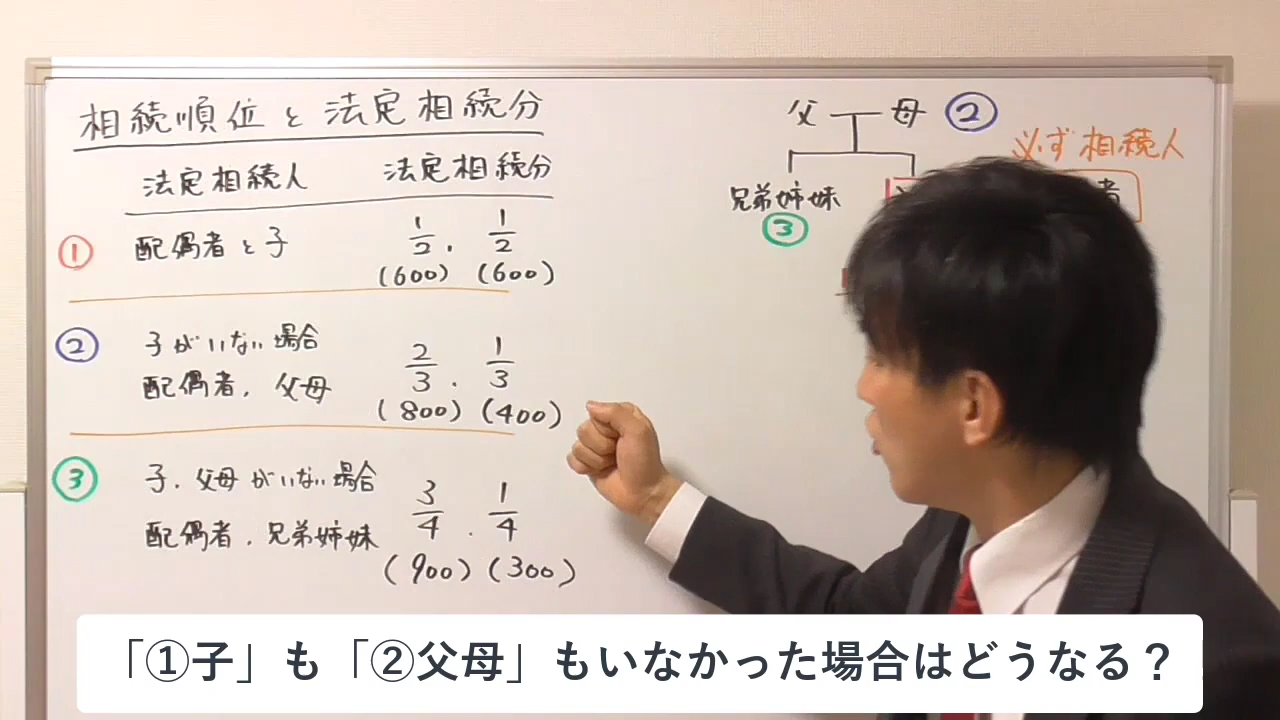 相続順位と法定相続分
法定相続人 法定相続分
① 配偶者と子 1/2 . 1/2
(600) (600)
② 子がいない場合
配偶者. 父母 2/3 . 1/3
(800) (400)
③ 子. 父母がいない場合
配偶者. 兄弟姉妹 3/4 . 1/4
(900) (300)
父 母 ②
必ず相続人
兄弟姉妹
③
者
「①子」も「②父母」もいなかった場合はどうなる？